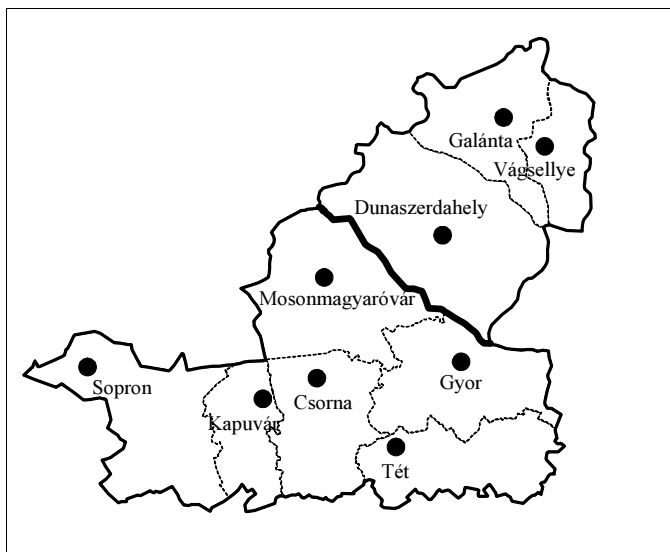 Galánta
Vágsellye
Dunaszerdahely
Mosonmagyaróvár
Gyor
Sopron
Csorna
Kapuvár
Tét